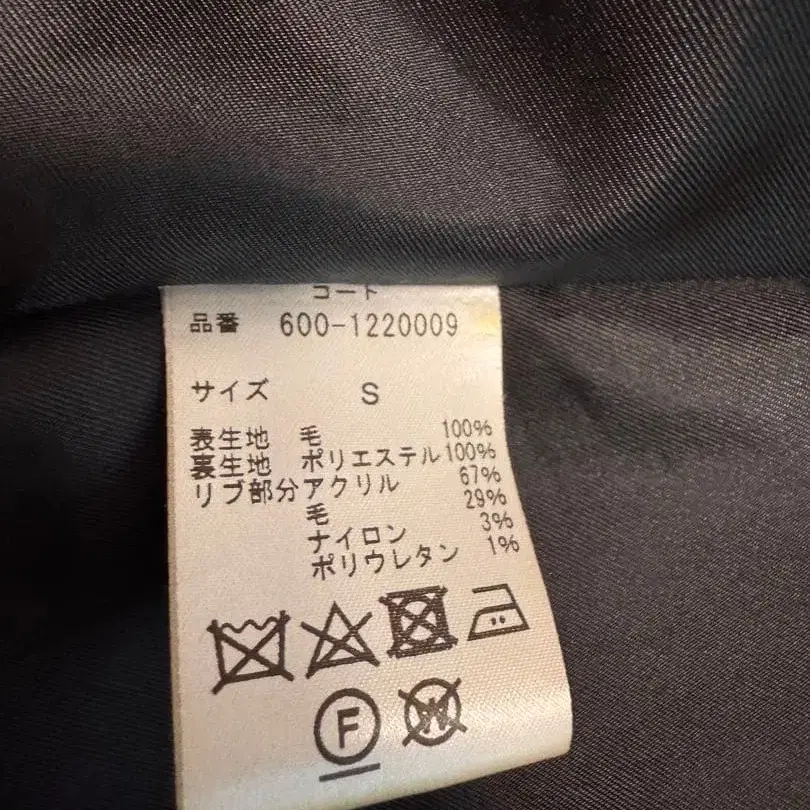 コート
品番 600-1220009
サイズ S
表生地 毛 100%
裏生地 ポリエステル 100%
リブ部分 アクリル 67%
毛 29%
ナイロン 3%
ポリウレタン 1%
F
W